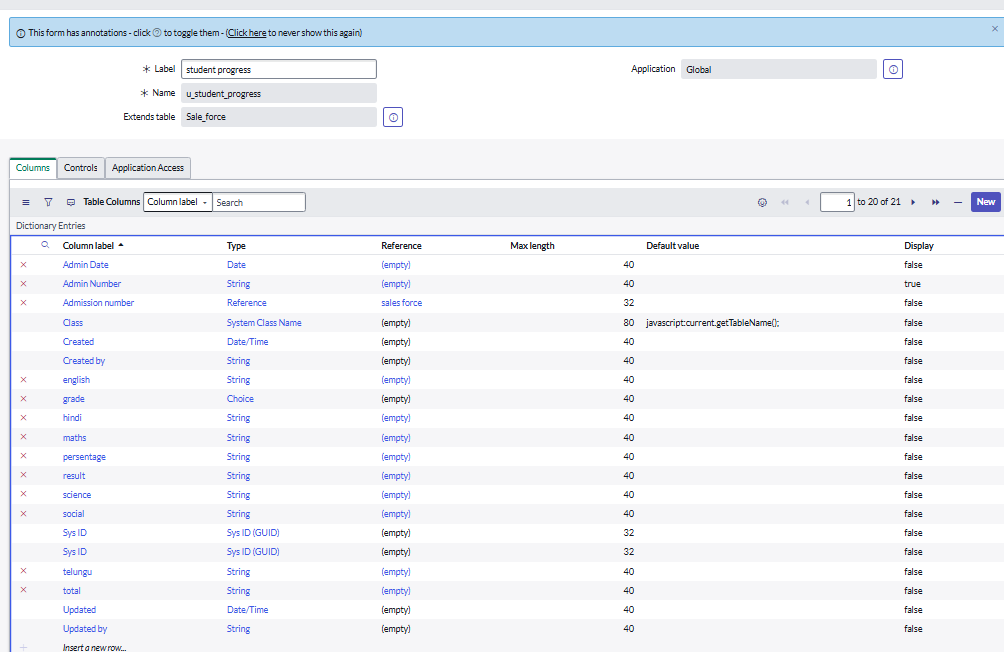 This form has annotations - click ? to toggle them - (Click here to never show this again) ×
* Label student progress Application Global
* Name u_student_progress
Extends table Sale_force
Columns Controls Application Access
Table Columns Column label Search 1 to 20 of 21 New
Dictionary Entries
Column label Type Reference Max length Default value Display
× Admin Date Date (empty) 40 false
× Admin Number String (empty) 40 true
× Admission number Reference sales force 32 false
Class System Class Name (empty) 80 javascript:current.getTableName(); false
Created Date/Time (empty) 40 false
Created by String (empty) 40 false
× english String (empty) 40 false
× grade Choice (empty) 40 false
× hindi String (empty) 40 false
× maths String (empty) 40 false
× persentage String (empty) 40 false
× result String (empty) 40 false
× science String (empty) 40 false
× social String (empty) 40 false
Sys ID Sys ID (GUID) (empty) 32 false
Sys ID Sys ID (GUID) (empty) 32 false
× telungu String (empty) 40 false
× total String (empty) 40 false
Updated Date/Time (empty) 40 false
Updated by String (empty) 40 false
+ Insert a new row...